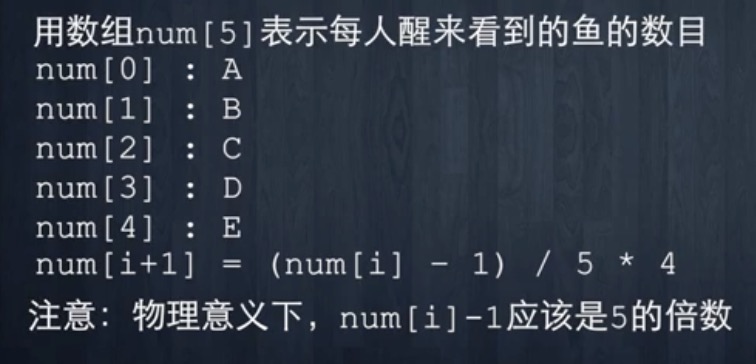 用数组num[5]表示每人醒来看到的鱼的数目
num[0] : A
num[1] : B
num[2] : C
num[3] : D
num[4] : E
num[i+1] = (num[i] - 1) / 5 * 4
注意：物理意义下，num[i]-1应该是5的倍数